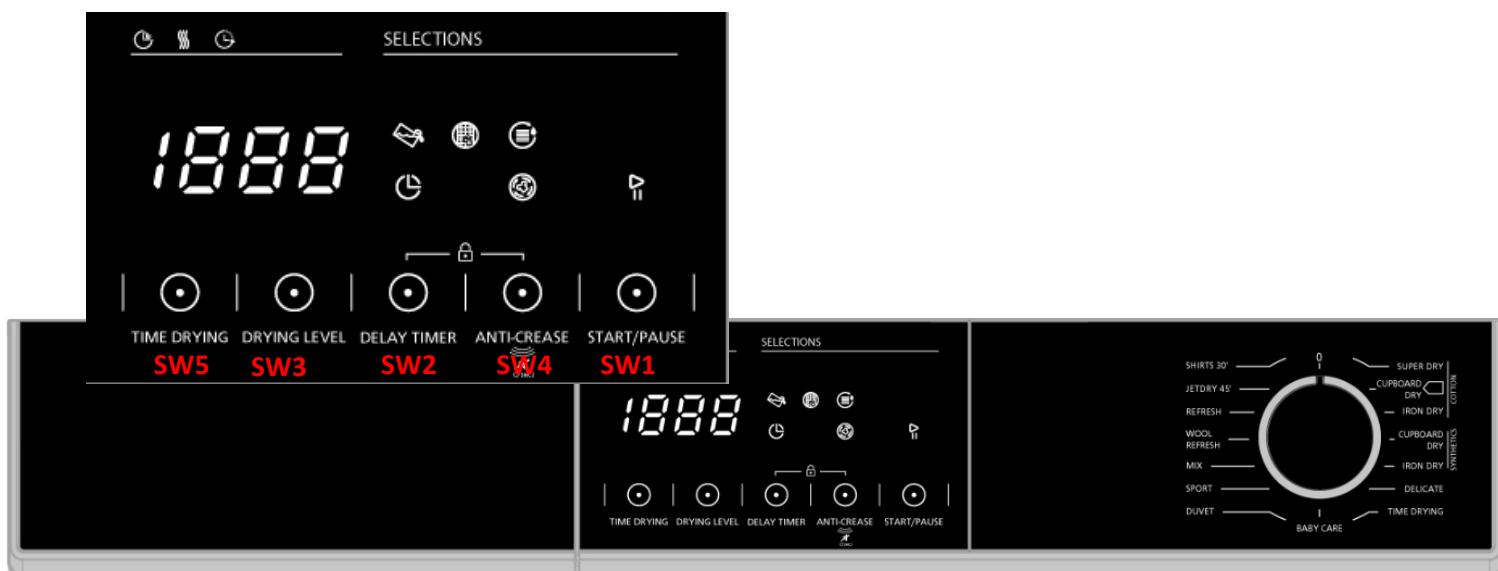 SELECTIONS
1888
TIME DRYING DRYING LEVEL DELAY TIMER ANTI-CREASE START/PAUSE
SW5 SW3 SW2 SW4 SW1
SELECTIONS
1888
TIME DRYING DRYING LEVEL DELAY TIMER ANTI-CREASE START/PAUSE
0
SHIRTS 30'
JETDRY 45'
REFRESH
WOOL
REFRESH
MIX
SPORT
DUVET
BABY CARE
SUPER DRY
CUPBOARD
DRY
IRON DRY
COTTON
CUPBOARD
DRY
IRON DRY
SYNTHETICS
DELICATE
TIME DRYING